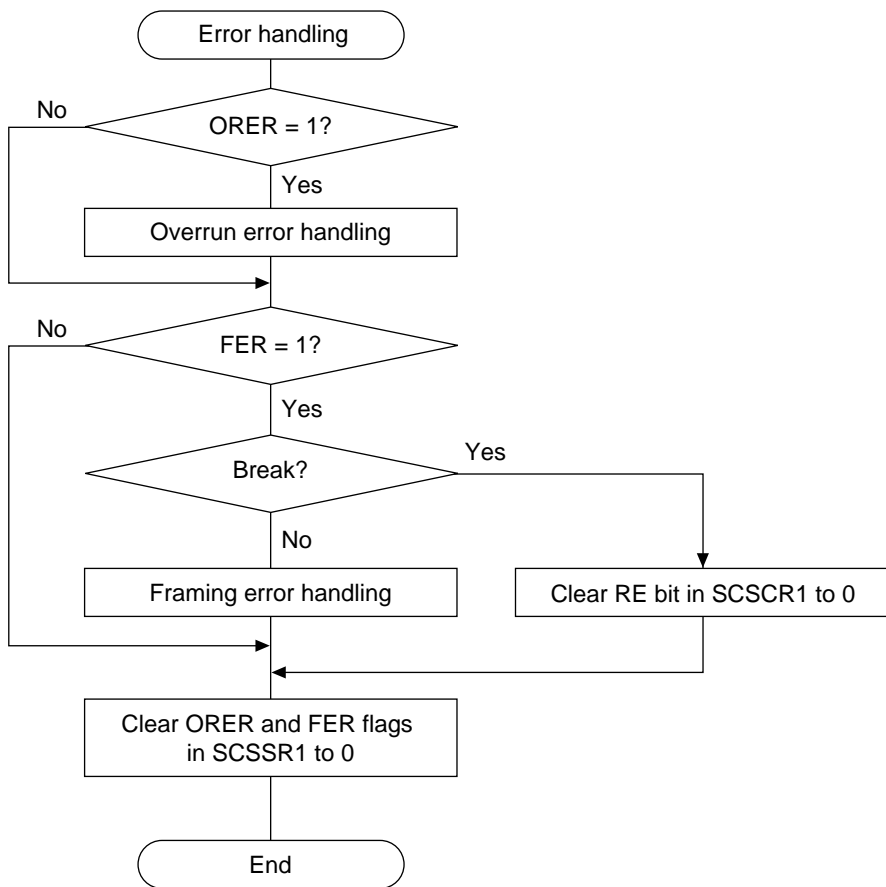 Error handling
No
ORER = 1?
Yes
Overrun error handling
No
FER = 1?
Yes
Break?
Yes
No
Framing error handling
Clear RE bit in SCSCR1 to 0
Clear ORER and FER flags
in SCSSR1 to 0
End